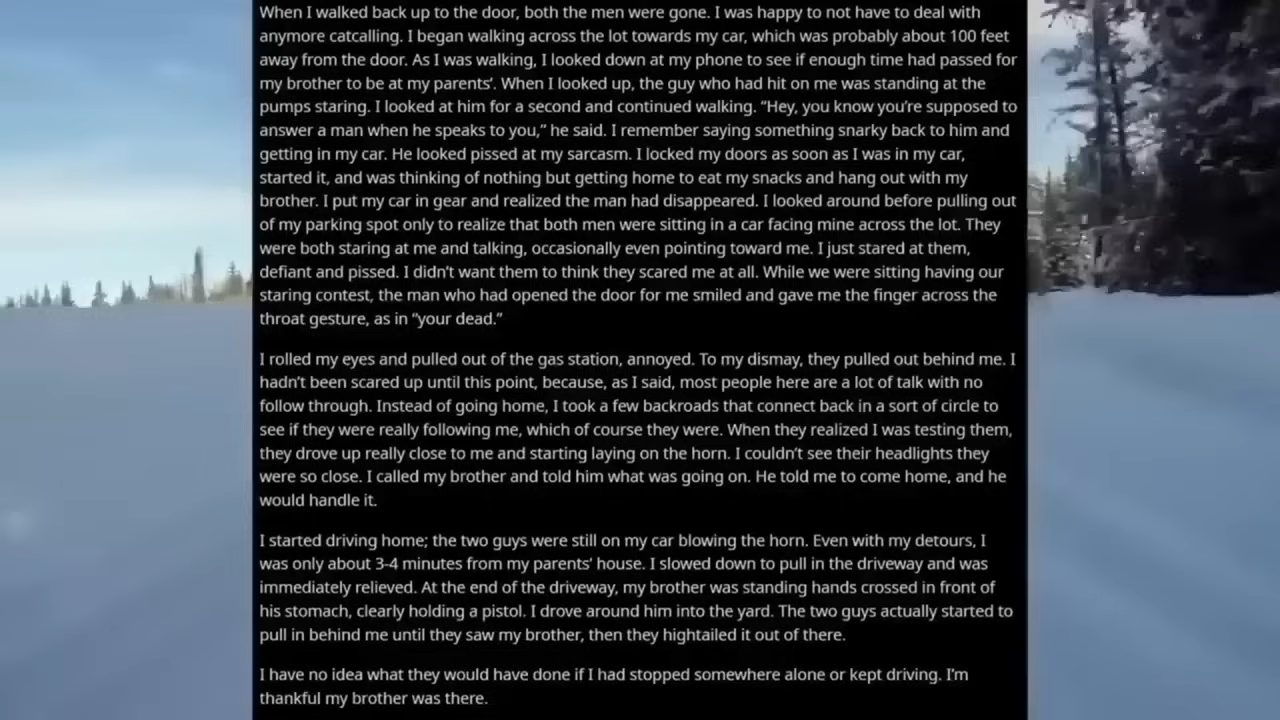 When I walked back up to the door, both the men were gone. I was happy to not have to deal with
anymore catcalling. I began walking across the lot towards my car, which was probably about 100 feet
away from the door. As I was walking, I looked down at my phone to see if enough time had passed for
my brother to be at my parents’. When I looked up, the guy who had hit on me was standing at the
pumps staring. I looked at him for a second and continued walking. “Hey, you know you’re supposed to
answer a man when he speaks to you,” he said. I remember saying something snarky back to him and
getting in my car. He looked pissed at my sarcasm. I locked my doors as soon as I was in my car,
started it, and was thinking of nothing but getting home to eat my snacks and hang out with my
brother. I put my car in gear and realized the man had disappeared. I looked around before pulling out
of my parking spot only to realize that both men were sitting in a car facing mine across the lot. They
were both staring at me and talking, occasionally even pointing toward me. I just stared at them,
defiant and pissed. I didn’t want them to think they scared me at all. While we were sitting having our
staring contest, the man who had opened the door for me smiled and gave me the finger across the
throat gesture, as in “your dead.”
I rolled my eyes and pulled out of the gas station, annoyed. To my dismay, they pulled out behind me. I
hadn’t been scared up until this point, because, as I said, most people here are a lot of talk with no
follow through. Instead of going home, I took a few backroads that connect back in a sort of circle to
see if they were really following me, which of course they were. When they realized I was testing them,
they drove up really close to me and starting laying on the horn. I couldn’t see their headlights they
were so close. I called my brother and told him what was going on. He told me to come home, and he
would handle it.
I started driving home; the two guys were still on my car blowing the horn. Even with my detours, I
was only about 3-4 minutes from my parents’ house. I slowed down to pull in the driveway and was
immediately relieved. At the end of the driveway, my brother was standing hands crossed in front of
his stomach, clearly holding a pistol. I drove around him into the yard. The two guys actually started to
pull in behind me until they saw my brother, then they hightailed it out of there.
I have no idea what they would have done if I had stopped somewhere alone or kept driving. I’m
thankful my brother was there.